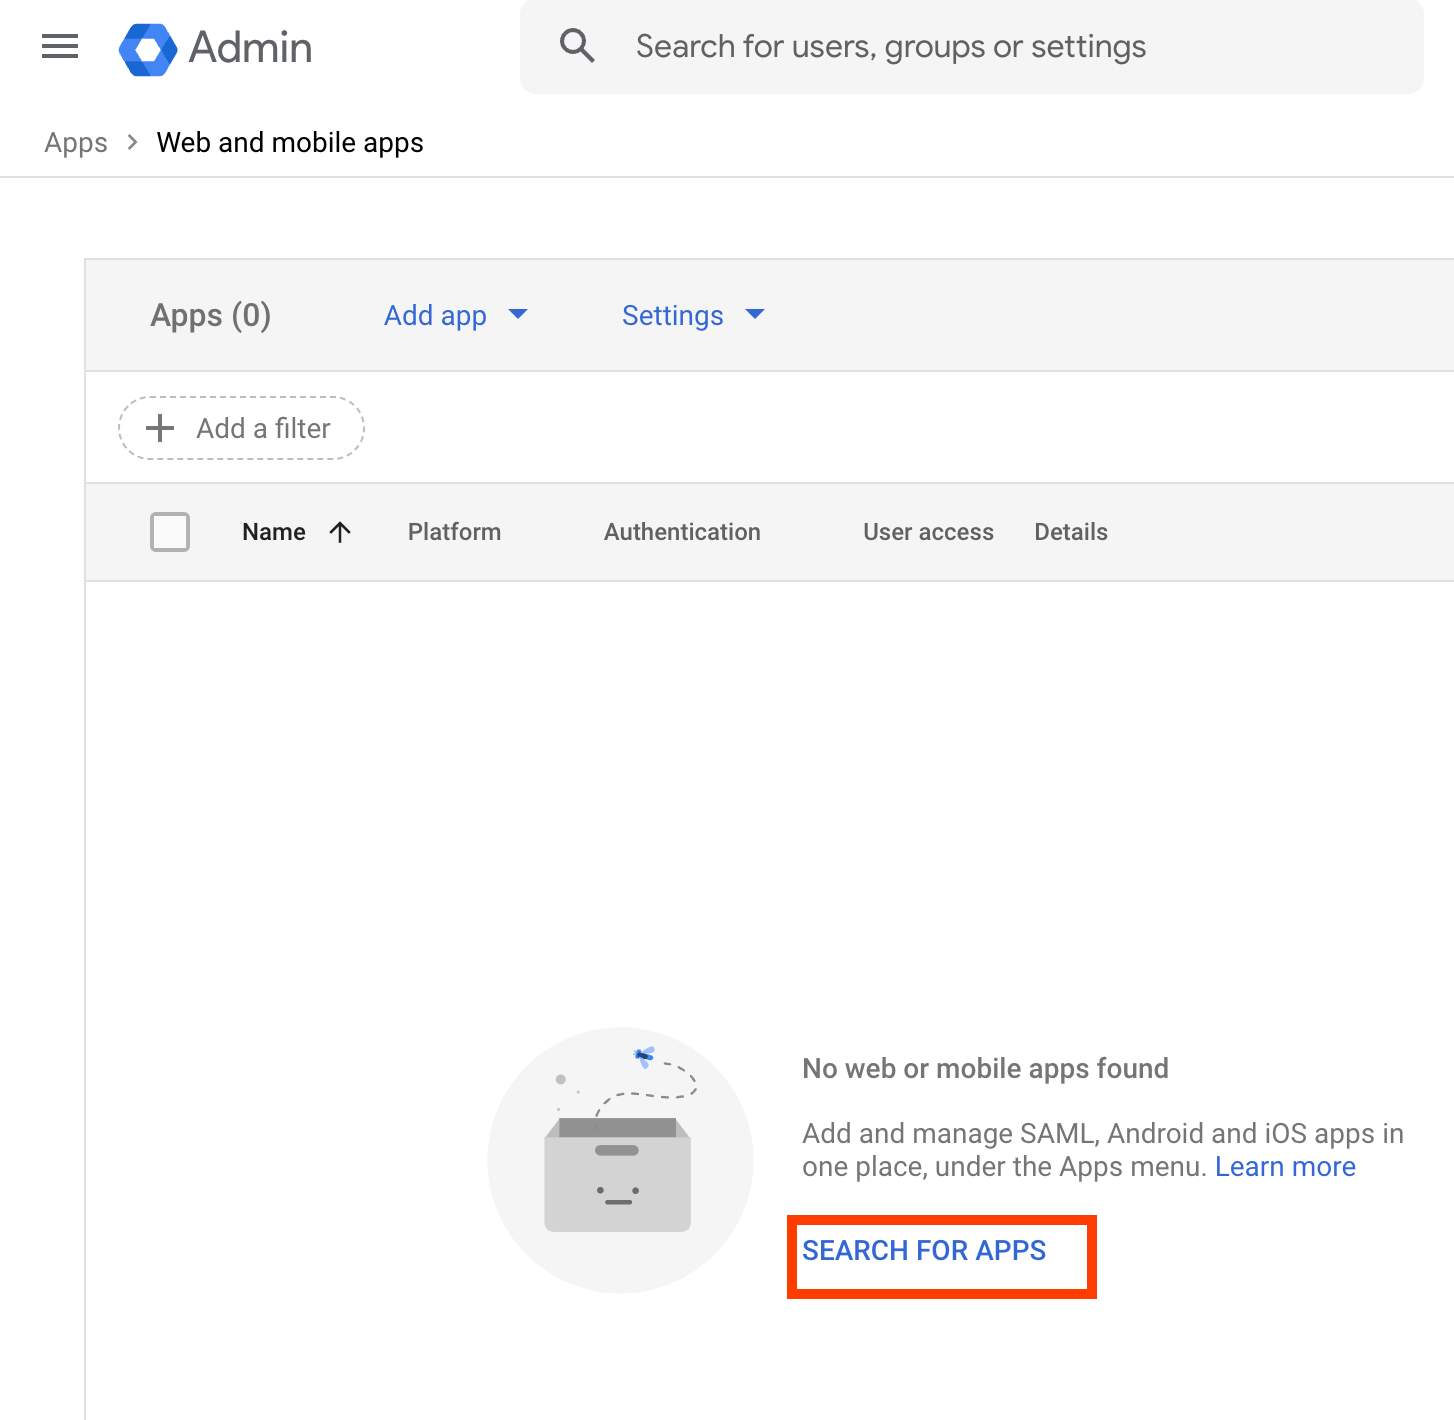 Admin
Search for users, groups or settings
Apps > Web and mobile apps
Apps (0)
Add app
Settings
Add a filter
Name
Platform
Authentication
User access
Details
No web or mobile apps found
Add and manage SAML, Android and iOS apps in
one place, under the Apps menu. Learn more
SEARCH FOR APPS